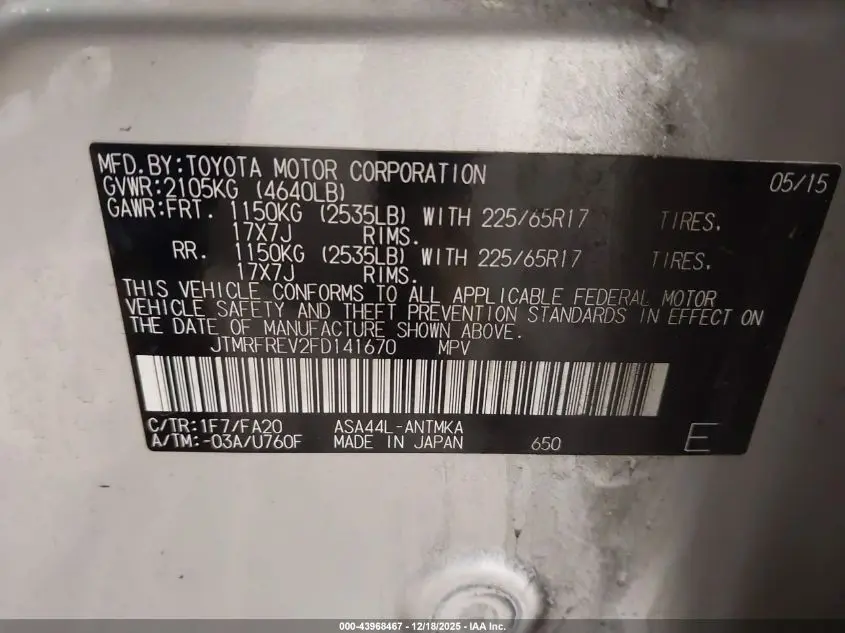 MFD.BY:TOYOTA MOTOR CORPORATION 05/15
GVWR:2105KG (4640LB)
GAWR:FRT. 1150KG (2535LB) WITH 225/65R17 TIRES.
17X7J RIMS.
RR. 1150KG (2535LB) WITH 225/65R17 TIRES.
17X7J RIMS.
THIS VEHICLE CONFORMS TO ALL APPLICABLE FEDERAL MOTOR
VEHICLE SAFETY AND THEFT PREVENTION STANDARDS IN EFFECT ON
THE DATE OF MANUFACTURE SHOWN ABOVE.
JTMRFREV2FD141670 MPV
C/TR:1F7/FA20 ASA44L-ANTMKA
A/TM:-03A/U760F MADE IN JAPAN 650 E
000-43968467 - 12/18/2025 - IAA Inc.